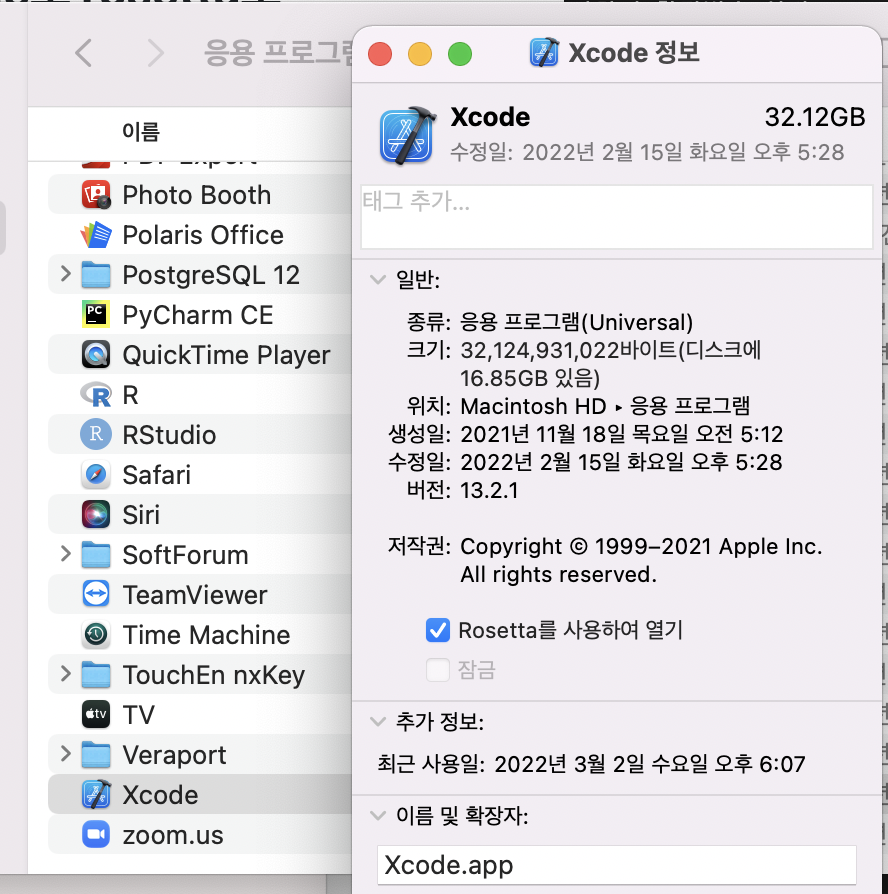 응용 프로그램
이름
PDF Expert
Photo Booth
Polaris Office
PostgreSQL 12
PyCharm CE
QuickTime Player
R
RStudio
Safari
Siri
SoftForum
TeamViewer
Time Machine
TouchEn nxKey
TV
Veraport
Xcode
zoom.us
Xcode 정보
Xcode 32.12GB
수정일: 2022년 2월 15일 화요일 오후 5:28
태그 추가...
일반:
종류: 응용 프로그램(Universal)
크기: 32,124,931,022바이트(디스크에
16.85GB 있음)
위치: Macintosh HD ▸ 응용 프로그램
생성일: 2021년 11월 18일 목요일 오전 5:12
수정일: 2022년 2월 15일 화요일 오후 5:28
버전: 13.2.1
저작권: Copyright © 1999–2021 Apple Inc.
All rights reserved.
Rosetta를 사용하여 열기
잠금
추가 정보:
최근 사용일: 2022년 3월 2일 수요일 오후 6:07
이름 및 확장자:
Xcode.app